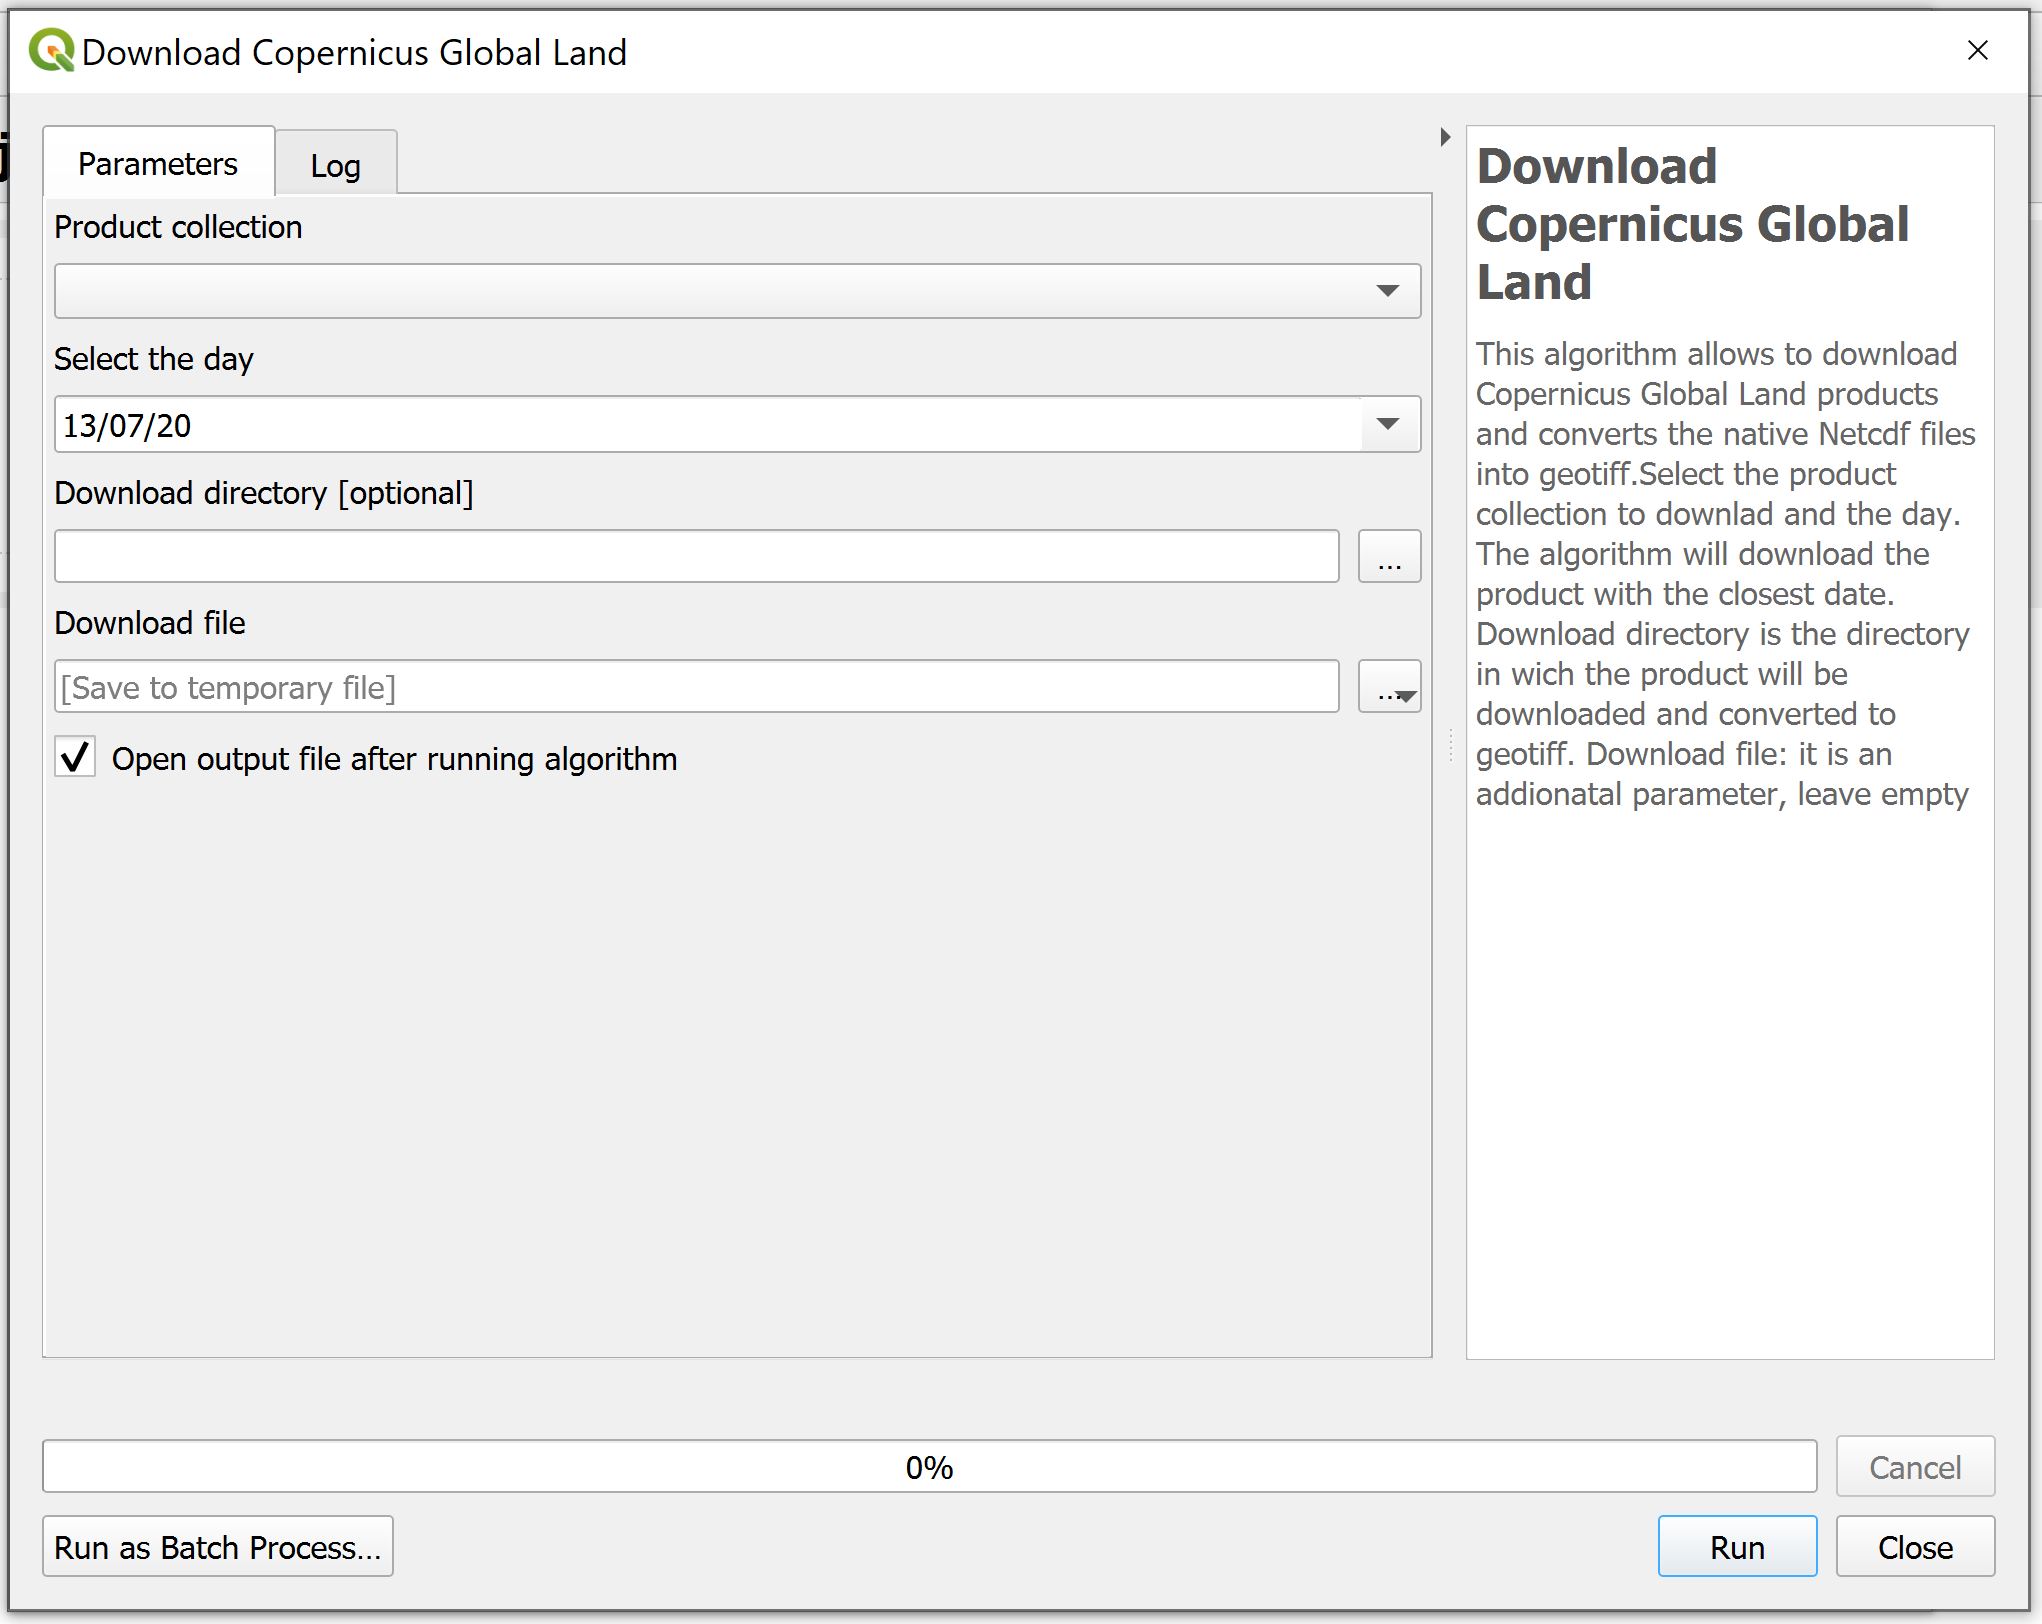 Download Copernicus Global Land
Parameters
Log
Product collection
Select the day
13/07/20
Download directory [optional]
...
Download file
[Save to temporary file]
...
Open output file after running algorithm
Download
Copernicus Global
Land
This algorithm allows to download
Copernicus Global Land products
and converts the native Netcdf files
into geotiff.Select the product
collection to downlad and the day.
The algorithm will download the
product with the closest date.
Download directory is the directory
in wich the product will be
downloaded and converted to
geotiff. Download file: it is an
addionatal parameter, leave empty
0%
Cancel
Run as Batch Process...
Run
Close